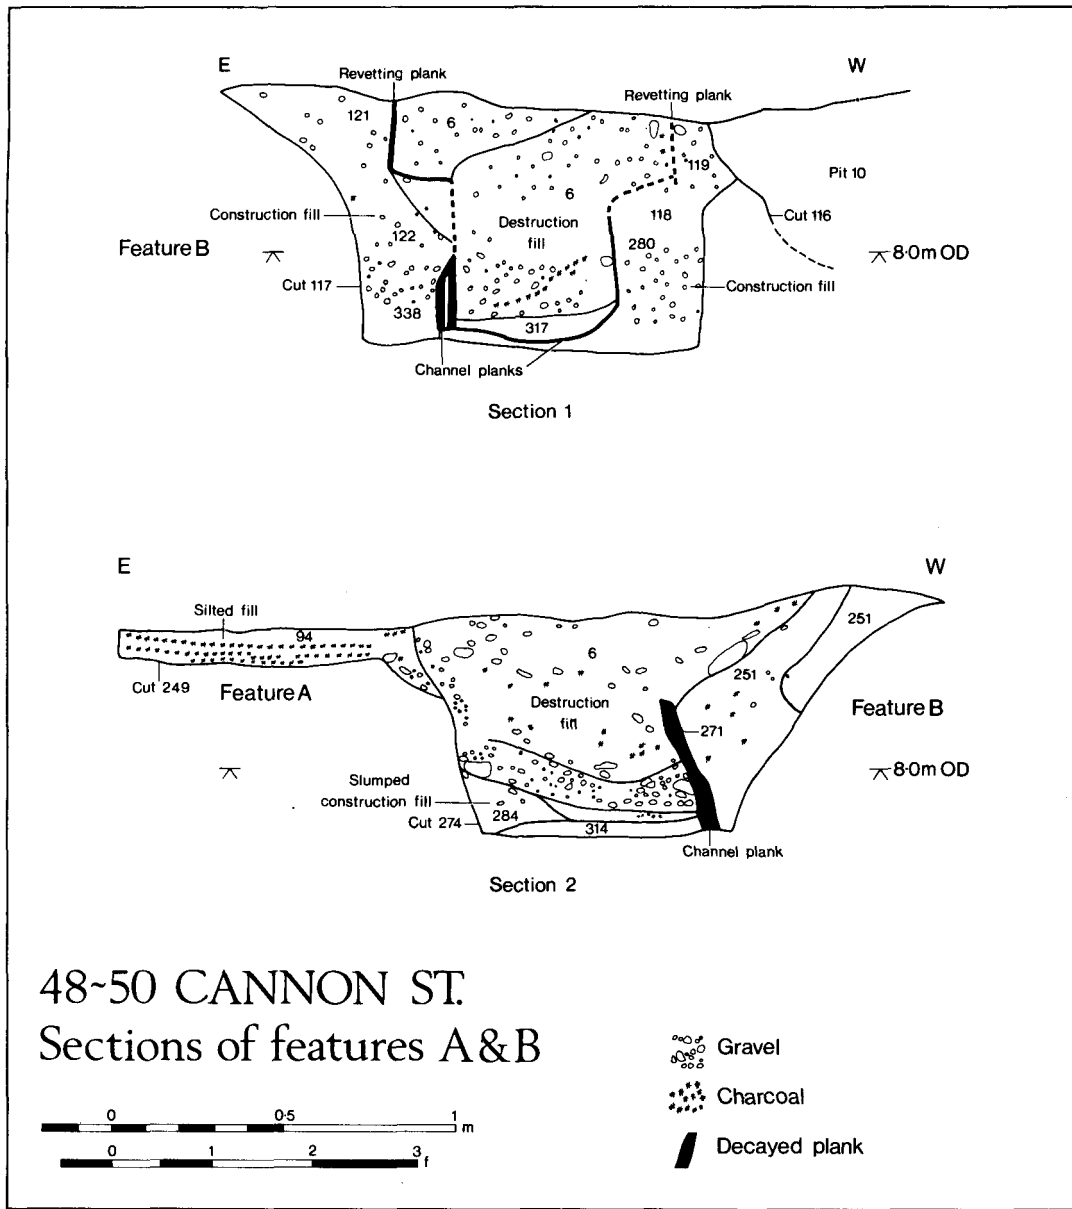 E
W
Revetting plank
Revetting plank
121
6
119
6
Pit 10
118
Cut 116
Construction fill
Destruction
fill
122
280
Feature B
8·0m OD
Cut 117
Construction fill
338
317
Channel planks
Section 1
E
W
Silted fill
94
251
6
251
Cut 249
Feature A
Destruction
fill
271
Feature B
8·0m OD
Slumped
construction fill
284
Cut 274
314
Channel plank
Section 2
48~50 CANNON ST.
Sections of features A&B
0 0·5 1 m
0 1 2 3 f
Gravel
Charcoal
Decayed plank